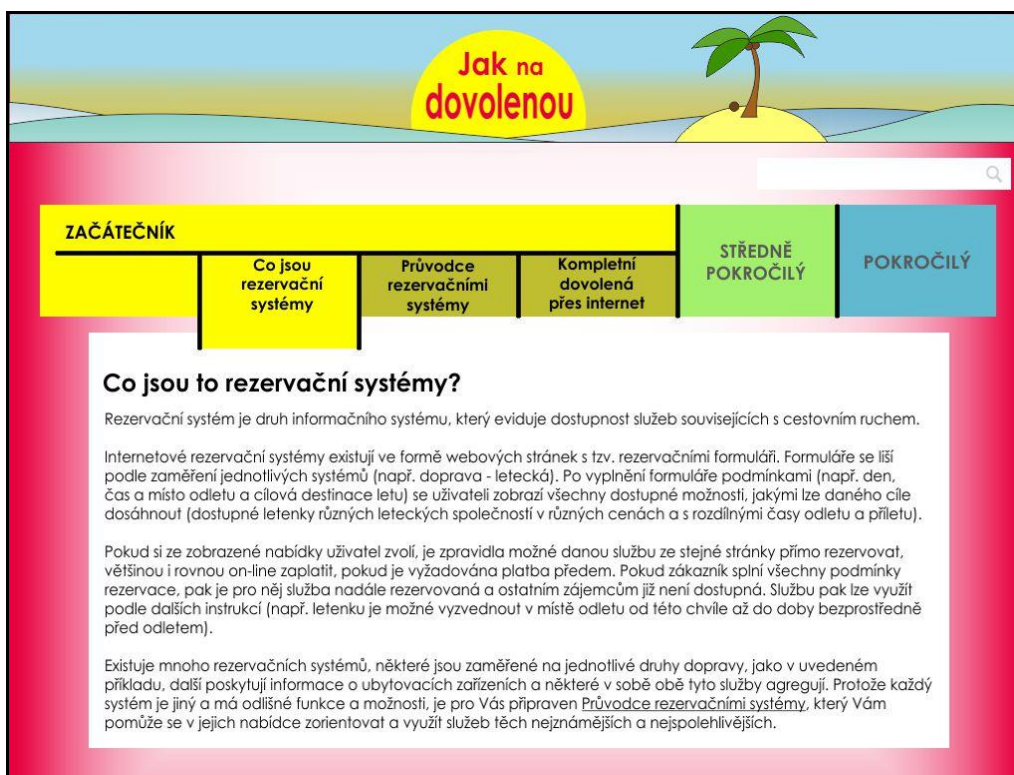 Jak na
dovolenou
ZAČÁTEČNÍK
Co jsou
rezervační
systémy
Průvodce
rezervačními
systémy
Kompletní
dovolená
přes internet
STŘEDNĚ
POKROČILÝ
POKROČILÝ
Co jsou to rezervační systémy?
Rezervační systém je druh informačního systému, který eviduje dostupnost služeb souvisejících s cestovním ruchem.
Internetové rezervační systémy existují ve formě webových stránek s tzv. rezervačními formuláři. Formuláře se liší
podle zaměření jednotlivých systémů (např. doprava - letecká). Po vyplnění formuláře podmínkami (např. den,
čas a místo odletu a cílová destinace letu) se uživateli zobrazí všechny dostupné možnosti, jakými lze daného cíle
dosáhnout (dostupné letenky různých leteckých společností v různých cenách a s rozdílnými časy odletu a příletu).
Pokud si ze zobrazené nabídky uživatel zvolí, je zpravidla možné danou službu ze stejné stránky přímo rezervovat,
většinou i rovnou on-line zaplatit, pokud je vyžadována platba předem. Pokud zákazník splní všechny podmínky
rezervace, pak je pro něj služba nadále rezervovaná a ostatním zájemcům již není dostupná. Službu pak lze využít
podle dalších instrukcí (např. letenku je možné vyzvednout v místě odletu od této chvíle až do doby bezprostředně
před odletem).
Existuje mnoho rezervačních systémů, některé jsou zaměřené na jednotlivé druhy dopravy, jako v uvedeném
příkladu, další poskytují informace o ubytovacích zařízeních a některé v sobě obě tyto služby agregují. Protože každý
systém je jiný a má odlišné funkce a možnosti, je pro Vás připraven Průvodce rezervačními systémy, který Vám
pomůže se v jejich nabídce zorientovat a využít služeb těch nejznámějších a nejspolehlivějších.